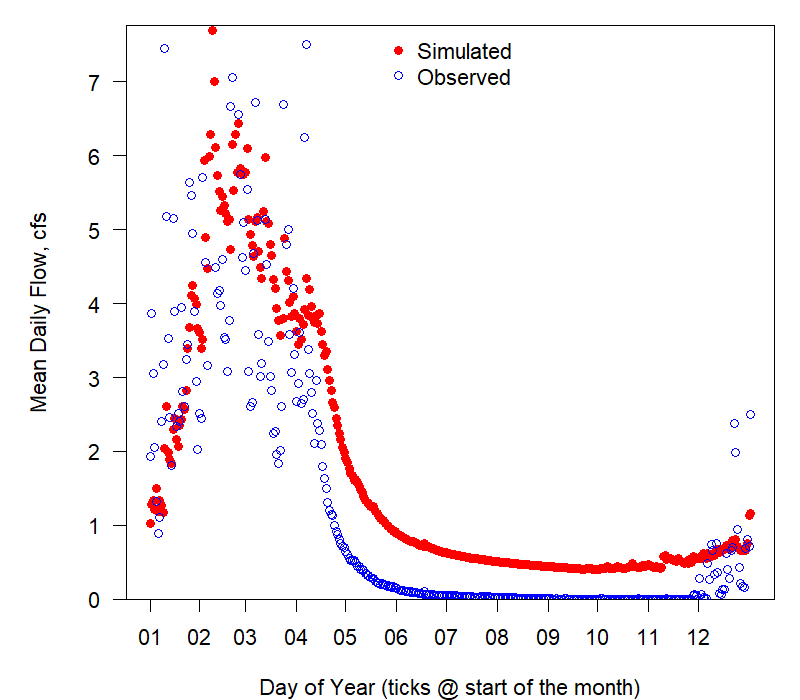 Simulated
Observed
7
6
5
4
3
2
1
0
Mean Daily Flow, cfs
01 02 03 04 05 06 07 08 09 10 11 12
Day of Year (ticks @ start of the month)